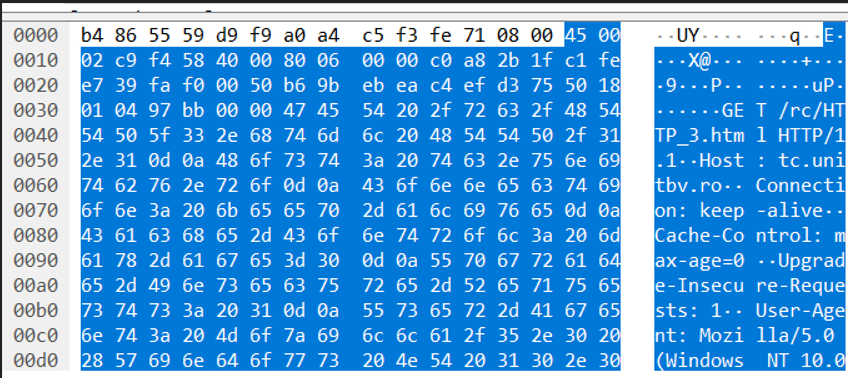 0000 b4 86 55 59 d9 f9 a0 a4 c5 f3 fe 71 08 00 45 00 ··UY···· ···q··E·
0010 02 c9 f4 58 40 00 80 06 00 00 c0 a8 2b 1f c1 fe ···X@··· ····+···
0020 e7 39 fa f0 00 50 b6 9b eb ea c4 ef d3 75 50 18 ·9···P·· ·····uP·
0030 01 04 97 bb 00 00 47 45 54 20 2f 72 63 2f 48 54 ······GE T /rc/HT
0040 54 50 5f 33 2e 68 74 6d 6c 20 48 54 54 50 2f 31 TP_3.htm l HTTP/1
0050 2e 31 0d 0a 48 6f 73 74 3a 20 74 63 2e 75 6e 69 .1··Host : tc.uni
0060 74 62 76 2e 72 6f 0d 0a 43 6f 6e 6e 65 63 74 69 tbv.ro·· Connecti
0070 6f 6e 3a 20 6b 65 65 70 2d 61 6c 69 76 65 0d 0a on: keep -alive··
0080 43 61 63 68 65 2d 43 6f 6e 74 72 6f 6c 3a 20 6d Cache-Co ntrol: m
0090 61 78 2d 61 67 65 3d 30 0d 0a 55 70 67 72 61 64 ax-age=0 ··Upgrad
00a0 65 2d 49 6e 73 65 63 75 72 65 2d 52 65 71 75 65 e-Insecu re-Reque
00b0 73 74 73 3a 20 31 0d 0a 55 73 65 72 2d 41 67 65 sts: 1·· User-Age
00c0 6e 74 3a 20 4d 6f 7a 69 6c 6c 61 2f 35 2e 30 20 nt: Mozi lla/5.0
00d0 28 57 69 6e 64 6f 77 73 20 4e 54 20 31 30 2e 30 (Windows NT 10.0